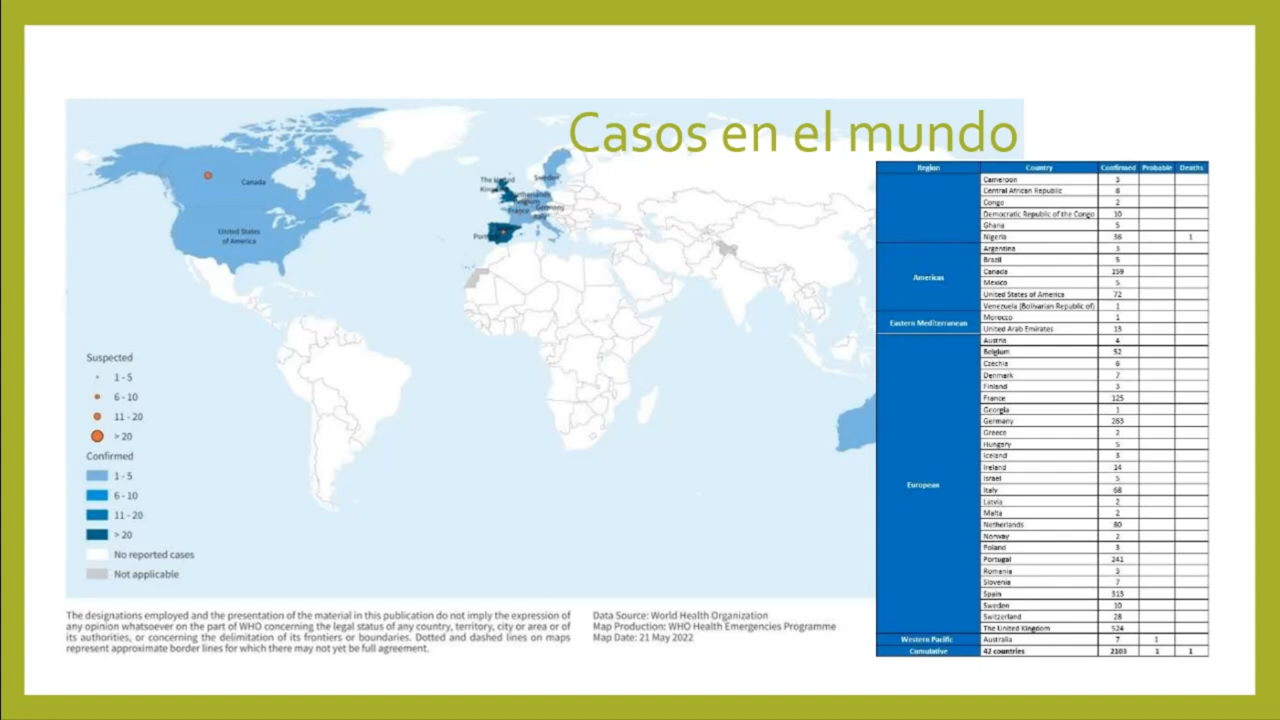 Casos en el mundo
Canada
United States
of America
The United
Kingdom
Sweden
Netherlands
Belgium
Germany
France
Italy
Suspected
1 - 5
6 - 10
11 - 20
> 20
Confirmed
1 - 5
6 - 10
11 - 20
> 20
No reported cases
Not applicable
The designations employed and the presentation of the material in this publication do not imply the expression of
any opinion whatsoever on the part of WHO concerning the legal status of any country, territory, city or area or of
its authorities, or concerning the delimitation of its frontiers or boundaries. Dotted and dashed lines on maps
represent approximate border lines for which there may not yet be full agreement.
Data Source: World Health Organization
Map Production: WHO Health Emergencies Programme
Map Date: 21 May 2022
Region Country Confirmed Probable Deaths
Cameroon 3
Central African Republic 8
Congo 2
Democratic Republic of the Congo 10
Ghana 5
Nigeria 36 1
Americas
Argentina 3
Brazil 5
Canada 159
Mexico 5
United States of America 72
Venezuela (Bolivarian Republic of) 1
Eastern Mediterranean
Morocco 1
United Arab Emirates 13
European
Austria 4
Belgium 52
Czechia 6
Denmark 7
Finland 3
France 125
Georgia 1
Germany 263
Greece 2
Hungary 5
Iceland 3
Ireland 14
Israel 5
Italy 68
Latvia 2
Malta 2
Netherlands 80
Norway 2
Poland 3
Portugal 241
Romania 3
Slovenia 7
Spain 313
Sweden 10
Switzerland 28
The United Kingdom 524
Western Pacific Australia 7 1
Cumulative 42 countries 2103 1 1